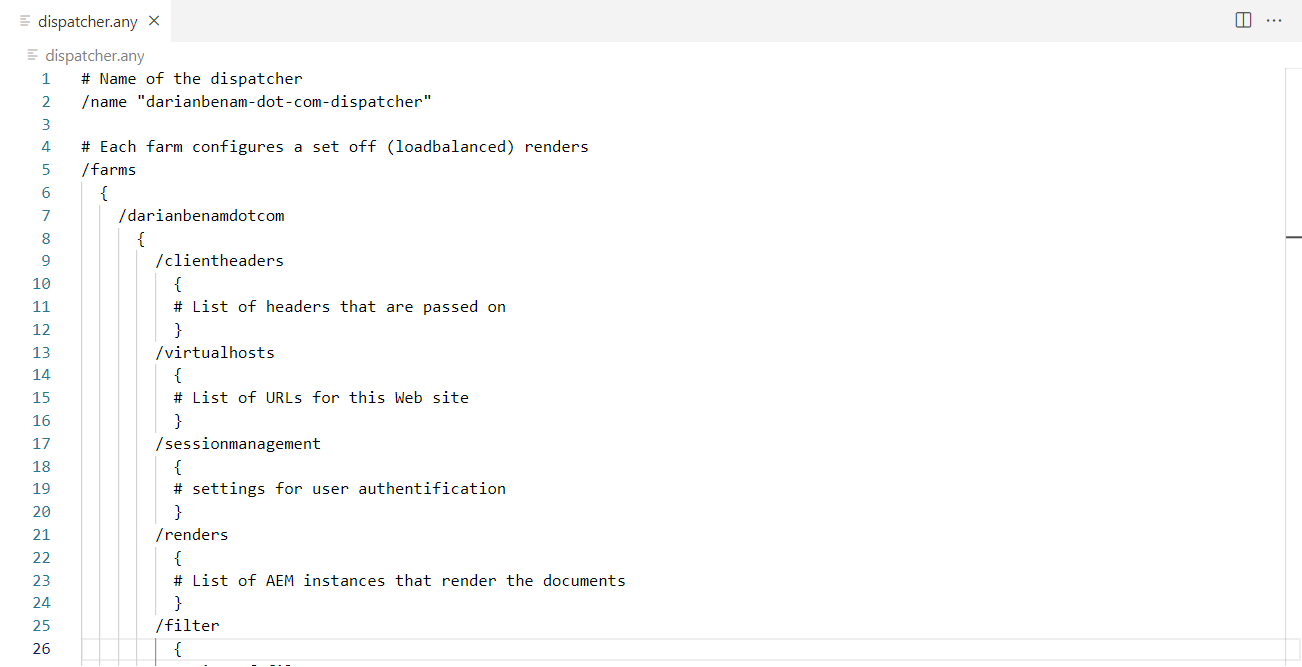 dispatcher.any
dispatcher.any
1 # Name of the dispatcher
2 /name "darianbenam-dot-com-dispatcher"
3
4 # Each farm configures a set off (loadbalanced) renders
5 /farms
6 {
7 /darianbenamdotcom
8 {
9 /clientheaders
10 {
11 # List of headers that are passed on
12 }
13 /virtualhosts
14 {
15 # List of URLs for this Web site
16 }
17 /sessionmanagement
18 {
19 # settings for user authentification
20 }
21 /renders
22 {
23 # List of AEM instances that render the documents
24 }
25 /filter
26 {